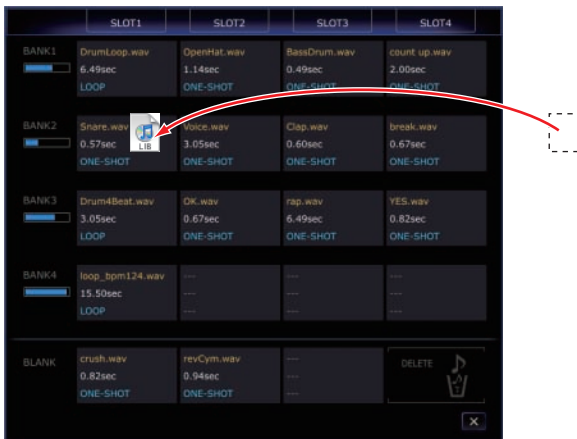 SLOT1 SLOT2 SLOT3 SLOT4
BANK1 DrumLoop.wav OpenHat.wav BassDrum.wav count up.wav
6.49sec 1.14sec 0.49sec 2.00sec
LOOP ONE-SHOT ONE-SHOT ONE-SHOT
BANK2 Snare.wav Voice.wav Clap.wav break.wav
LIB
0.57sec 3.05sec 0.60sec 0.67sec
ONE-SHOT ONE-SHOT ONE-SHOT ONE-SHOT
BANK3 Drum4Beat.wav OK.wav rap.wav YES.wav
3.05sec 0.67sec 6.49sec 0.82sec
LOOP ONE-SHOT ONE-SHOT ONE-SHOT
BANK4 loop_bpm124.wav --- --- ---
15.50sec --- --- ---
LOOP --- --- ---
BLANK crush.wav revCym.wav --- DELETE
0.82sec 0.94sec ---
ONE-SHOT ONE-SHOT ---
X